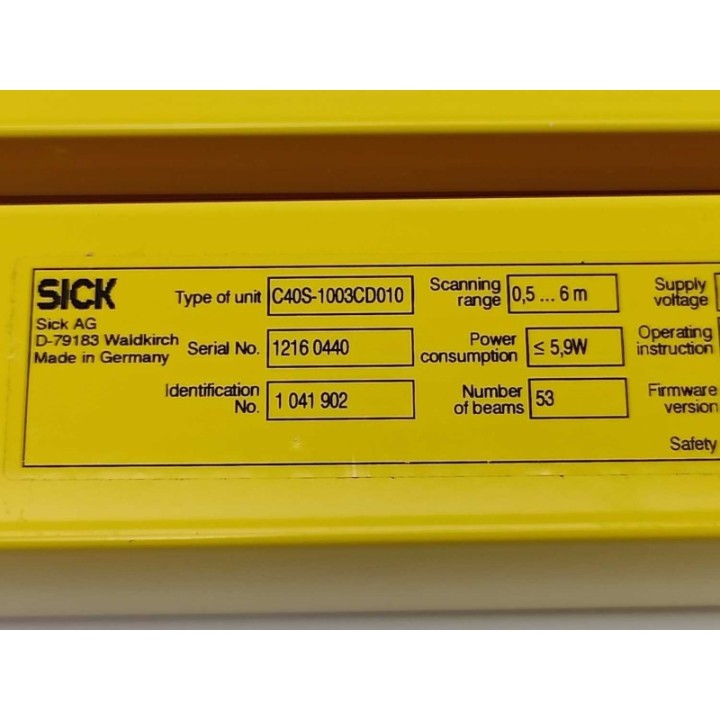 SICK
Sick AG
D-79183 Waldkirch
Made in Germany
Type of unit C40S-1003CD010
Serial No. 1216 0440
Identification
No. 1 041 902
Scanning
range 0,5 ... 6 m
Power
consumption ≤ 5,9W
Number
of beams 53
Supply
voltage
Operating
instruction
Firmware
version
Safety